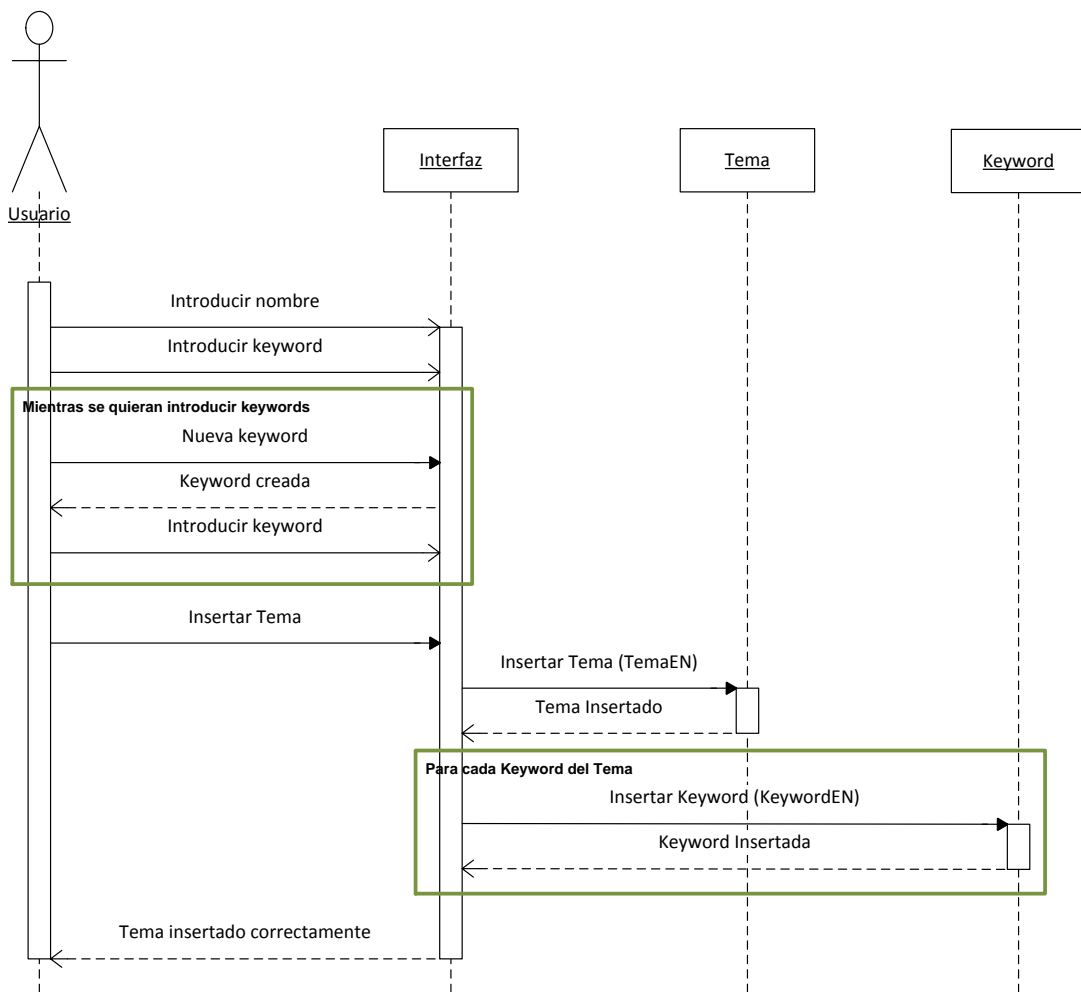 Interfaz
Tema
Keyword
Usuario
Introducir nombre
Introducir keyword
Mientras se quieran introducir keywords
Nueva keyword
Keyword creada
Introducir keyword
Insertar Tema
Insertar Tema (TemaEN)
Tema Insertado
Para cada Keyword del Tema
Insertar Keyword (KeywordEN)
Keyword Insertada
Tema insertado correctamente